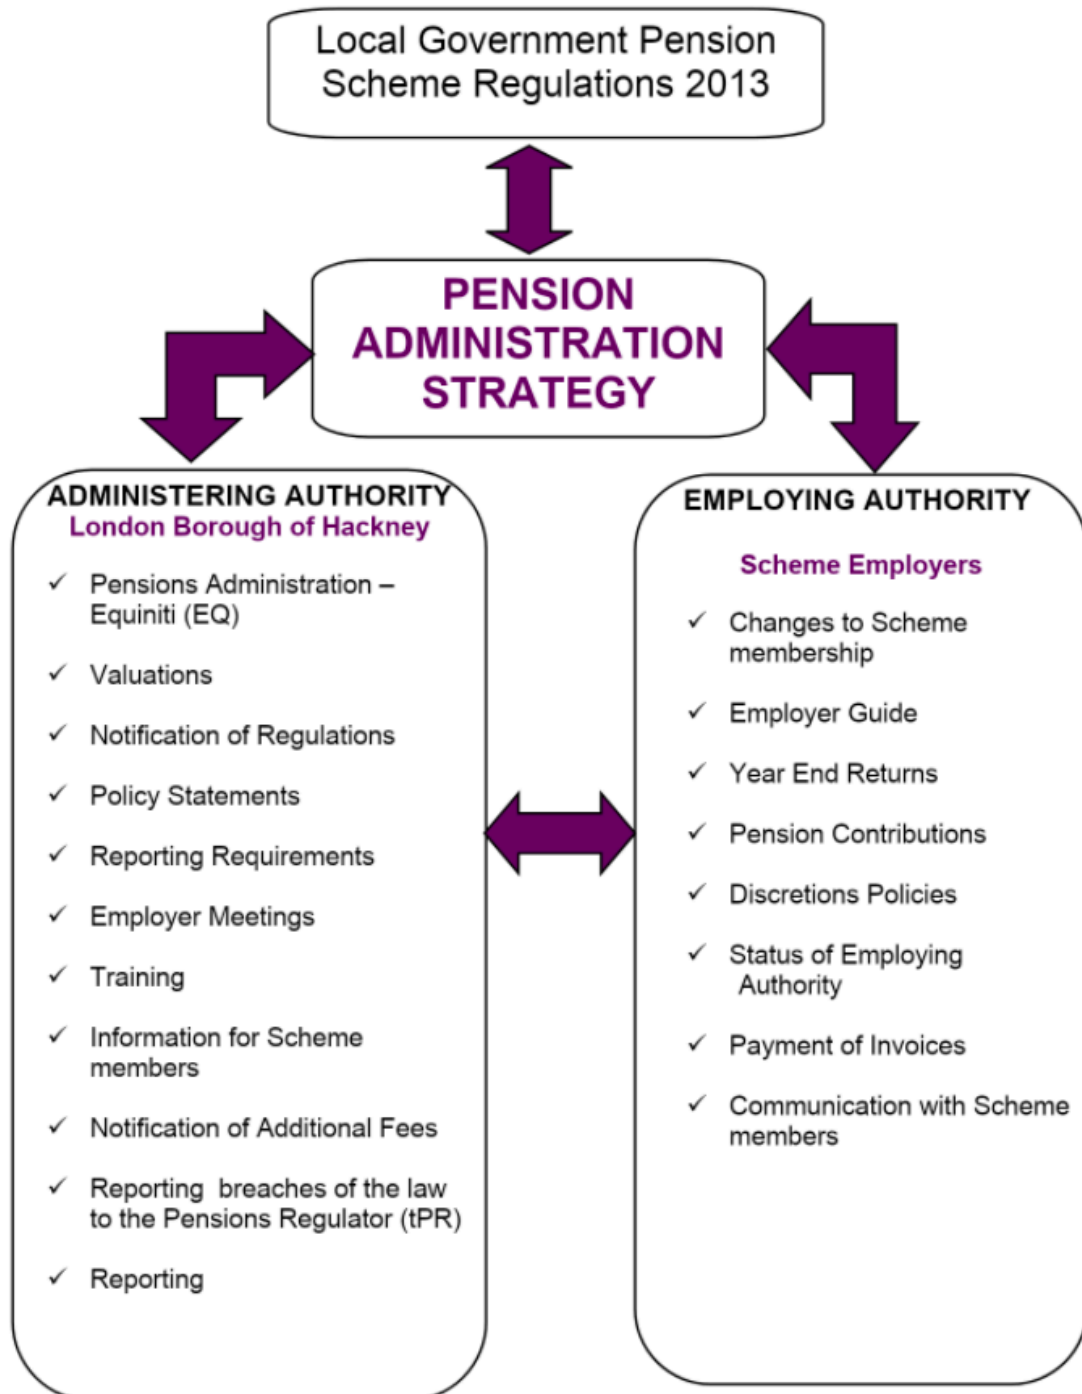 Local Government Pension
Scheme Regulations 2013
PENSION
ADMINISTRATION
STRATEGY
ADMINISTERING AUTHORITY
London Borough of Hackney
✓ Pensions Administration –
Equiniti (EQ)
✓ Valuations
✓ Notification of Regulations
✓ Policy Statements
✓ Reporting Requirements
✓ Employer Meetings
✓ Training
✓ Information for Scheme
members
✓ Notification of Additional Fees
✓ Reporting breaches of the law
to the Pensions Regulator (tPR)
✓ Reporting
EMPLOYING AUTHORITY
Scheme Employers
✓ Changes to Scheme
membership
✓ Employer Guide
✓ Year End Returns
✓ Pension Contributions
✓ Discretions Policies
✓ Status of Employing
Authority
✓ Payment of Invoices
✓ Communication with Scheme
members